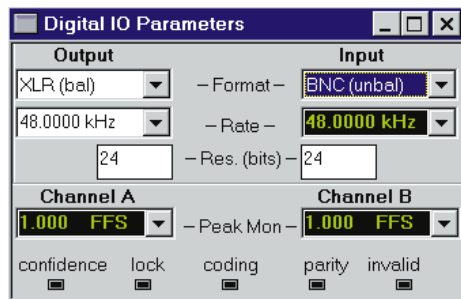 Digital IO Parameters
Output Input
XLR (bal) – Format – BNC (unbal)
48.0000 kHz – Rate – 48.0000 kHz
24 – Res. (bits) – 24
Channel A Channel B
1.000 FFS – Peak Mon – 1.000 FFS
confidence lock coding parity invalid